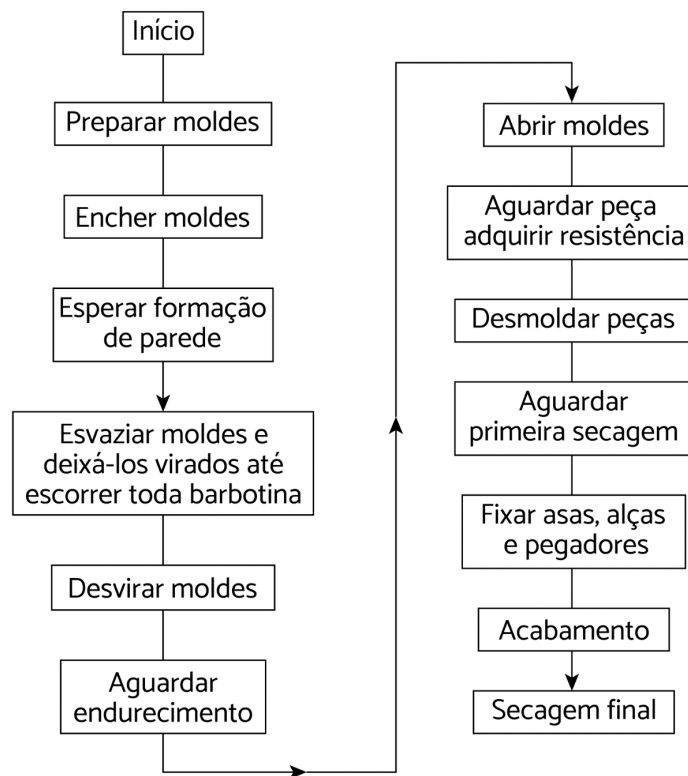 Início
Preparar moldes
Encher moldes
Esperar formação
de parede
Esvaziar moldes e
deixá-los virados até
escorrer toda barbotina
Desvirar moldes
Aguardar
endurecimento
Abrir moldes
Aguardar peça
adquirir resistência
Desmoldar peças
Aguardar
primeira secagem
Fixar asas, alças
e pegadores
Acabamento
Secagem final